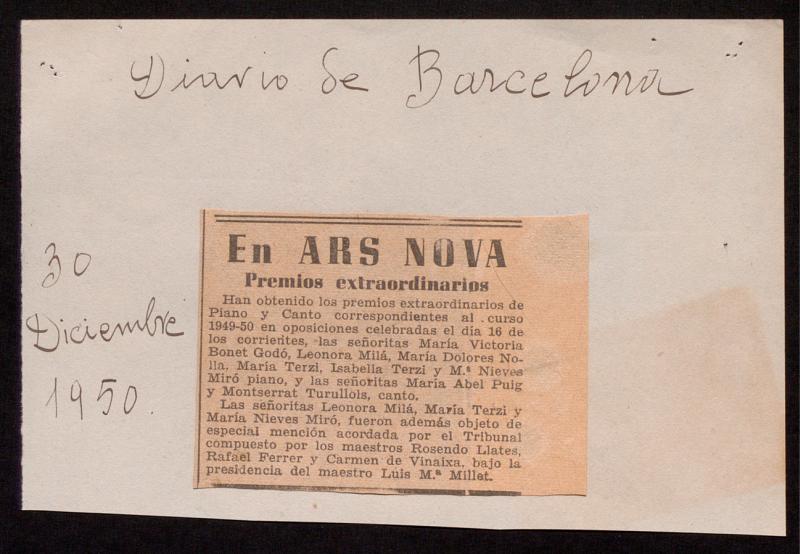 "Diario de Barcelona"
30
Diciembre
1950.
En ARS NOVA
Premios extraordinarios
Han obtenido los premios extraordinarios de
Piano y Canto correspondientes al curso
1949-50 en oposiciones celebradas el día 16 de
los corrientes, las señoritas María Victoria
Bonet Godó, Leonora Milá, María Dolores No-
lla, María Terzi, Isabella Terzi y M.ª Nieves
Miró piano, y las señoritas María Abel Puig
y Montserrat Turullois, canto.
Las señoritas Leonora Milá, María Terzi y
María Nieves Miró, fueron además objeto de
especial mención acordada por el Tribunal
compuesto por los maestros Rosendo Llates,
Rafael Ferrer y Carmen de Vinaixa, bajo la
presidencia del maestro Luis M.ª Millet.